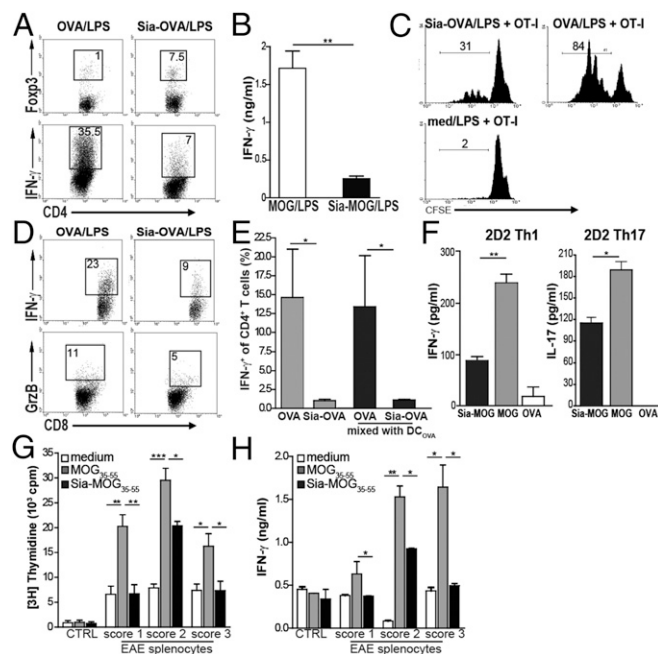 A
OVA/LPS Sia-OVA/LPS
Foxp3
1
7.5
IFN-γ
35.5
7
CD4
B
IFN-γ (ng/ml)
2
1.5
1
0.5
0
**
MOG/LPS Sia-MOG/LPS
C
Sia-OVA/LPS + OT-I OVA/LPS + OT-I
31
84
med/LPS + OT-I
2
CFSE
D
OVA/LPS Sia-OVA/LPS
IFN-γ
23
9
GrzB
11
5
CD8
E
IFN-γ+ of CD4+ T cells (%)
22.5
20.0
17.5
15.0
12.5
10.0
7.5
5.0
2.5
0.0
* *
OVA Sia-OVA OVA Sia-OVA
mixed with DCOVA
F
2D2 Th1 2D2 Th17
IFN-γ (pg/ml)
300
200
100
0
**
Sia-MOG MOG OVA
IL-17 (pg/ml)
210
180
150
120
90
60
30
0
*
Sia-MOG MOG OVA
G
medium
MOG35-55
Sia-MOG35-55
[3H] Thymidine (10³ cpm)
35
30
25
20
15
10
5
0
** **
*** *
* *
CTRL score 1 score 2 score 3
EAE splenocytes
H
medium
MOG35-55
Sia-MOG35-55
IFN-γ (ng/ml)
2.0
1.5
1.0
0.5
0.0
*
** *
* *
CTRL score 1 score 2 score 3
EAE splenocytes